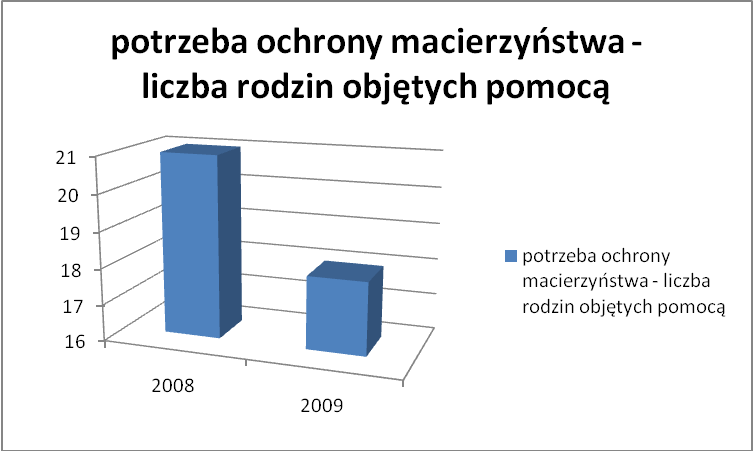 potrzeba ochrony macierzyństwa -
liczba rodzin objętych pomocą
21
20
19
18
17
16
2008
2009
potrzeba ochrony
macierzyństwa - liczba
rodzin objętych pomocą